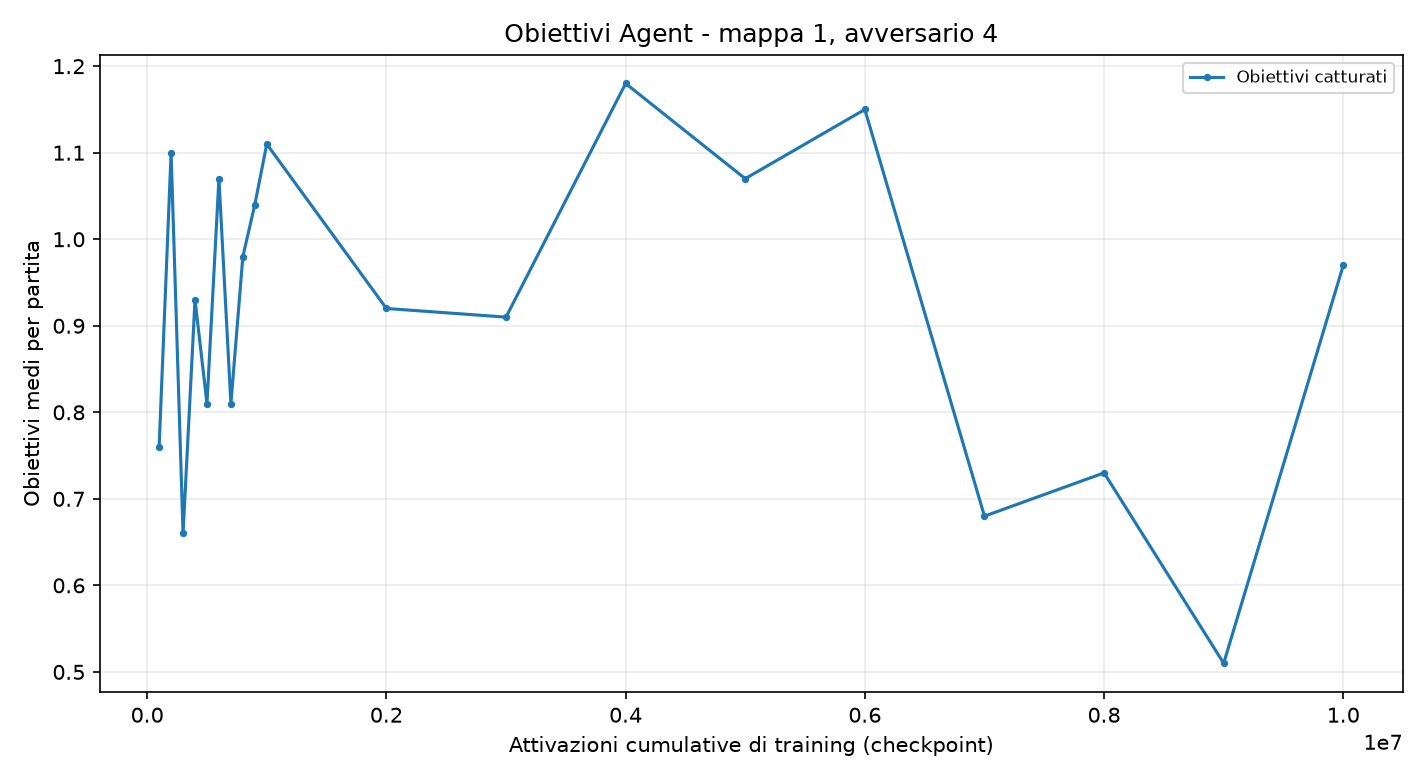 Obiettivi Agent - mappa 1, avversario 4
Obiettivi catturati
Obiettivi medi per partita
1.2
1.1
1.0
0.9
0.8
0.7
0.6
0.5
0.0 0.2 0.4 0.6 0.8 1.0
1e7
Attivazioni cumulative di training (checkpoint)